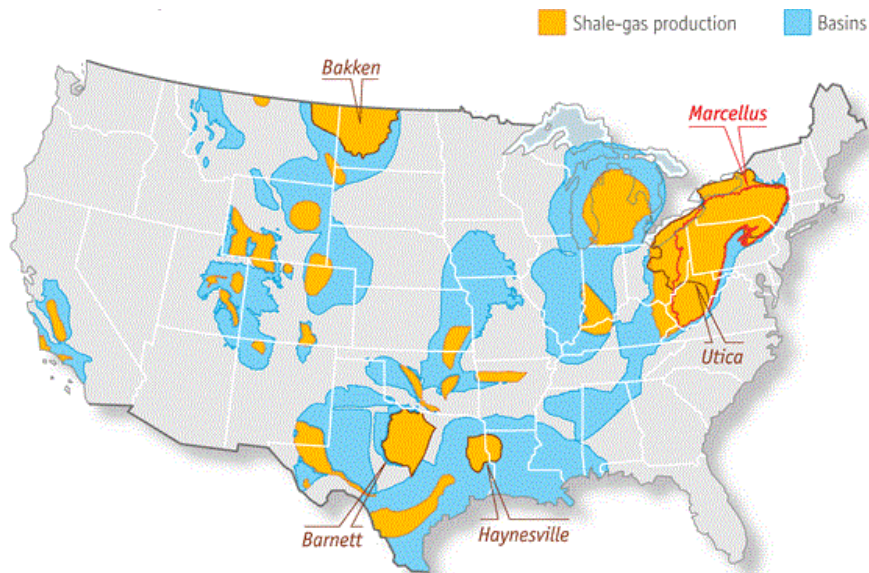 Shale-gas production
Basins
Bakken
Marcellus
Utica
Barnett
Haynesville